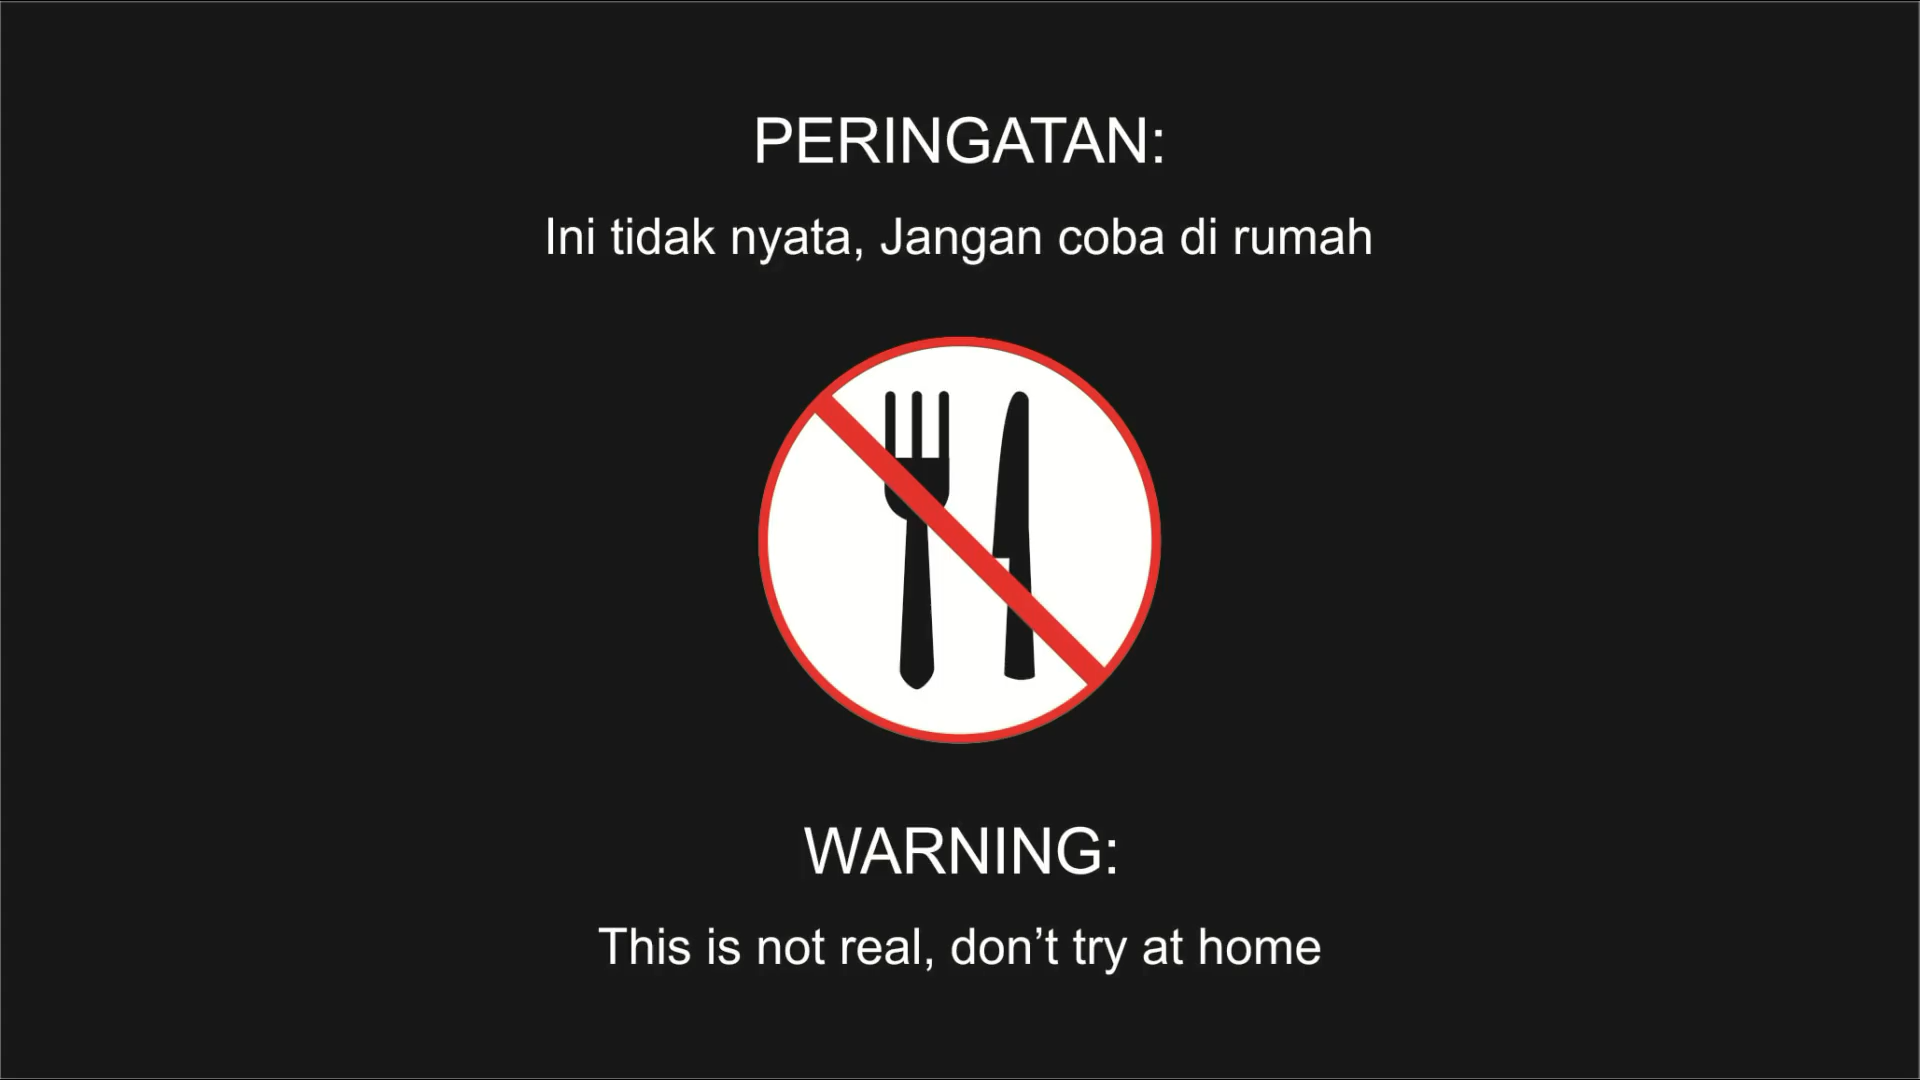 PERINGATAN:
Ini tidak nyata, Jangan coba di rumah
WARNING:
This is not real, don’t try at home